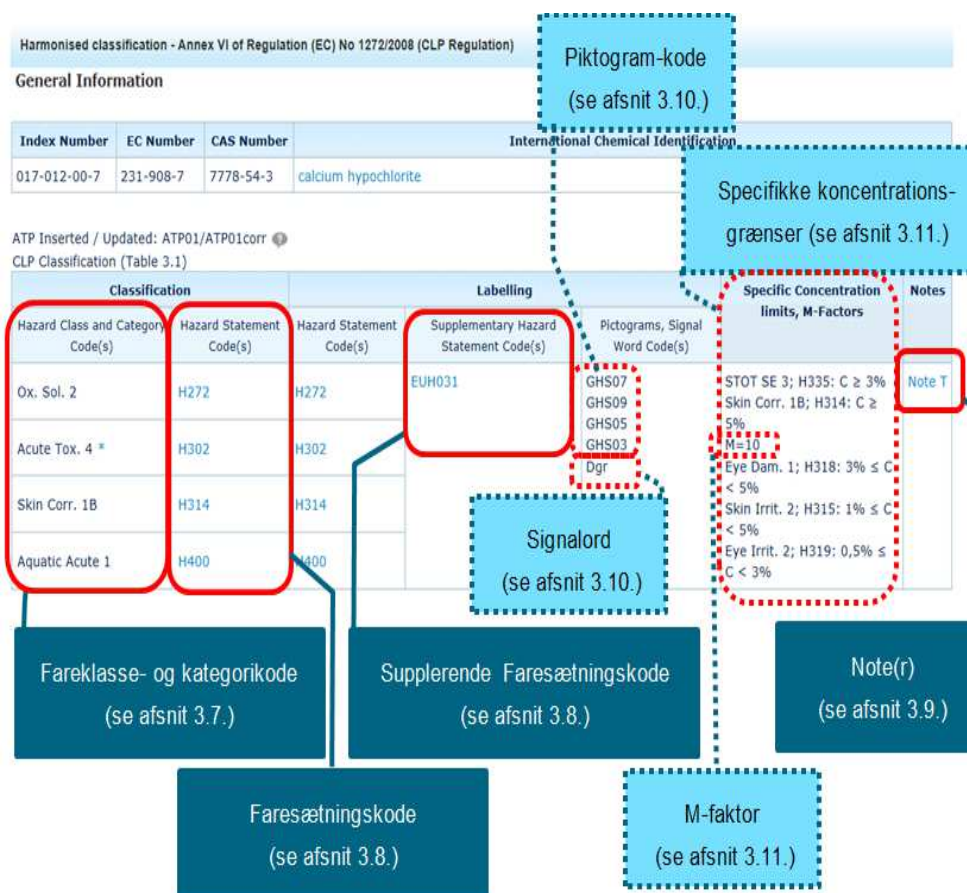 Harmonised classification - Annex VI of Regulation (EC) No 1272/2008 (CLP Regulation)
Piktogram-kode
(se afsnit 3.10.)
General Information
Index Number EC Number CAS Number International Chemical Identification
017-012-00-7 231-908-7 7778-54-3 calcium hypochlorite
Specifikke koncentrations-
grænser (se afsnit 3.11.)
ATP Inserted / Updated: ATP01/ATP01corr
CLP Classification (Table 3.1)
Classification Labelling Specific Concentration limits, M-Factors Notes
Hazard Class and Category Code(s) Hazard Statement Code(s) Hazard Statement Code(s) Supplementary Hazard Statement Code(s) Pictograms, Signal Word Code(s)
Ox. Sol. 2 H272 H272
Acute Tox. 4 * H302 H302
Skin Corr. 1B H314 H314
Aquatic Acute 1 H400 H400
EUH031
GHS07
GHS09
GHS05
GHS03
Dgr
STOT SE 3; H335: C ≥ 3%
Skin Corr. 1B; H314: C ≥
5%
M=10
Eye Dam. 1; H318: 3% ≤ C
< 5%
Skin Irrit. 2; H315: 1% ≤ C
< 5%
Eye Irrit. 2; H319: 0,5% ≤
C < 3%
Note T
Signalord
(se afsnit 3.10.)
Fareklasse- og kategorikode
(se afsnit 3.7.)
Supplerende Faresætningskode
(se afsnit 3.8.)
Note(r)
(se afsnit 3.9.)
Faresætningskode
(se afsnit 3.8.)
M-faktor
(se afsnit 3.11.)